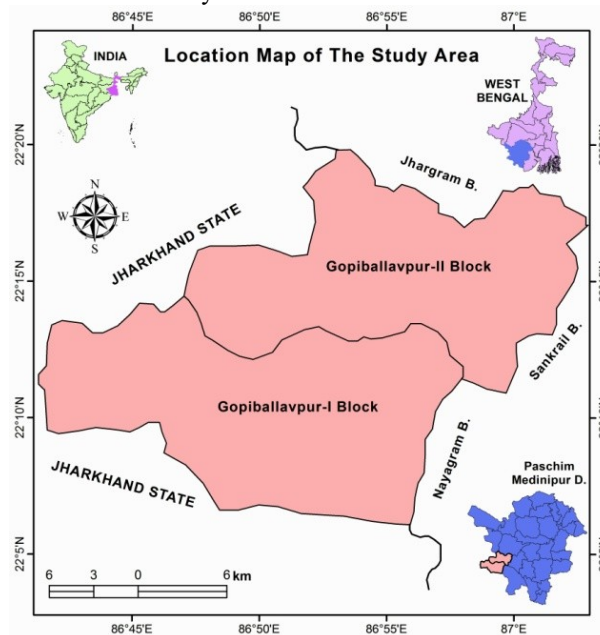 86°45'E 86°50'E 86°55'E 87°E
Location Map of The Study Area
INDIA
WEST
BENGAL
22°20'N
Jhargram B.
N
W E
S
JHARKHAND STATE
Gopiballavpur-II Block
22°15'N
Sankrail B.
Gopiballavpur-I Block
22°10'N
Nayagram B.
JHARKHAND STATE
Paschim
Medinipur D.
22°5'N
6 3 0 6 km
86°45'E 86°50'E 86°55'E 87°E